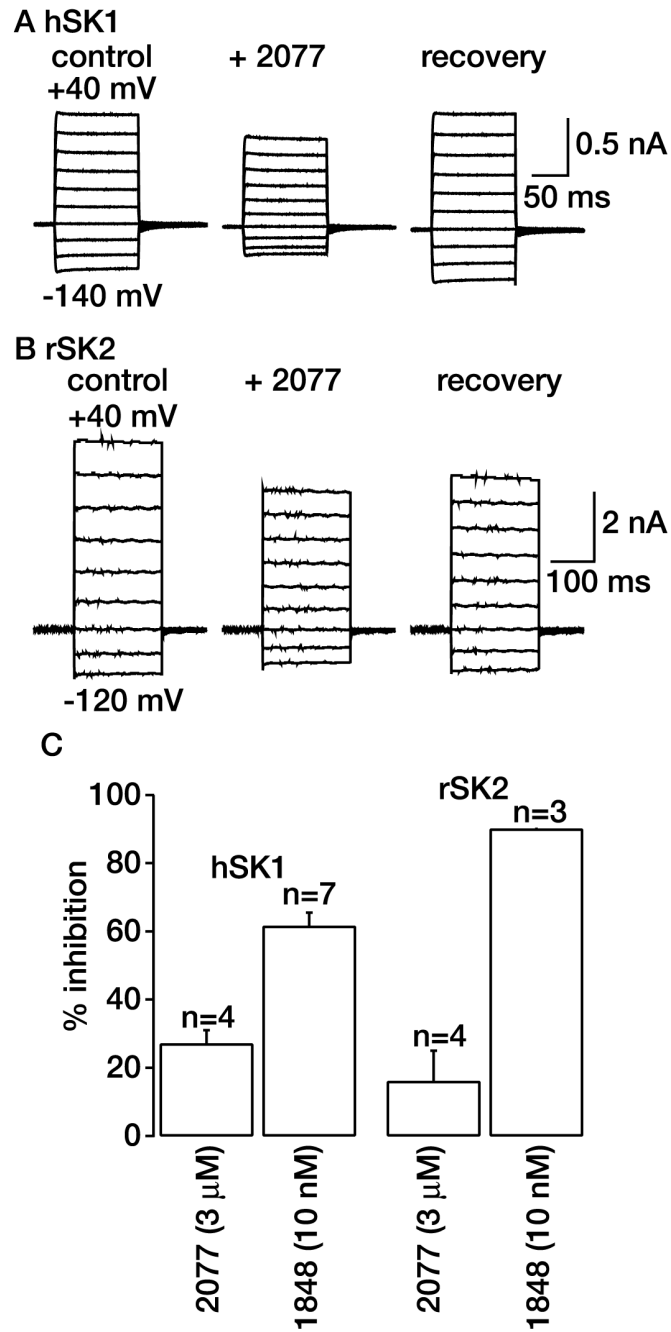 A hSK1
control + 2077 recovery
+40 mV
0.5 nA
50 ms
-140 mV
B rSK2
control + 2077 recovery
+40 mV
2 nA
100 ms
-120 mV
C
% inhibition
100
80
60
40
20
0
hSK1
rSK2
n=4
n=7
n=4
n=3
2077 (3 μM)
1848 (10 nM)
2077 (3 μM)
1848 (10 nM)